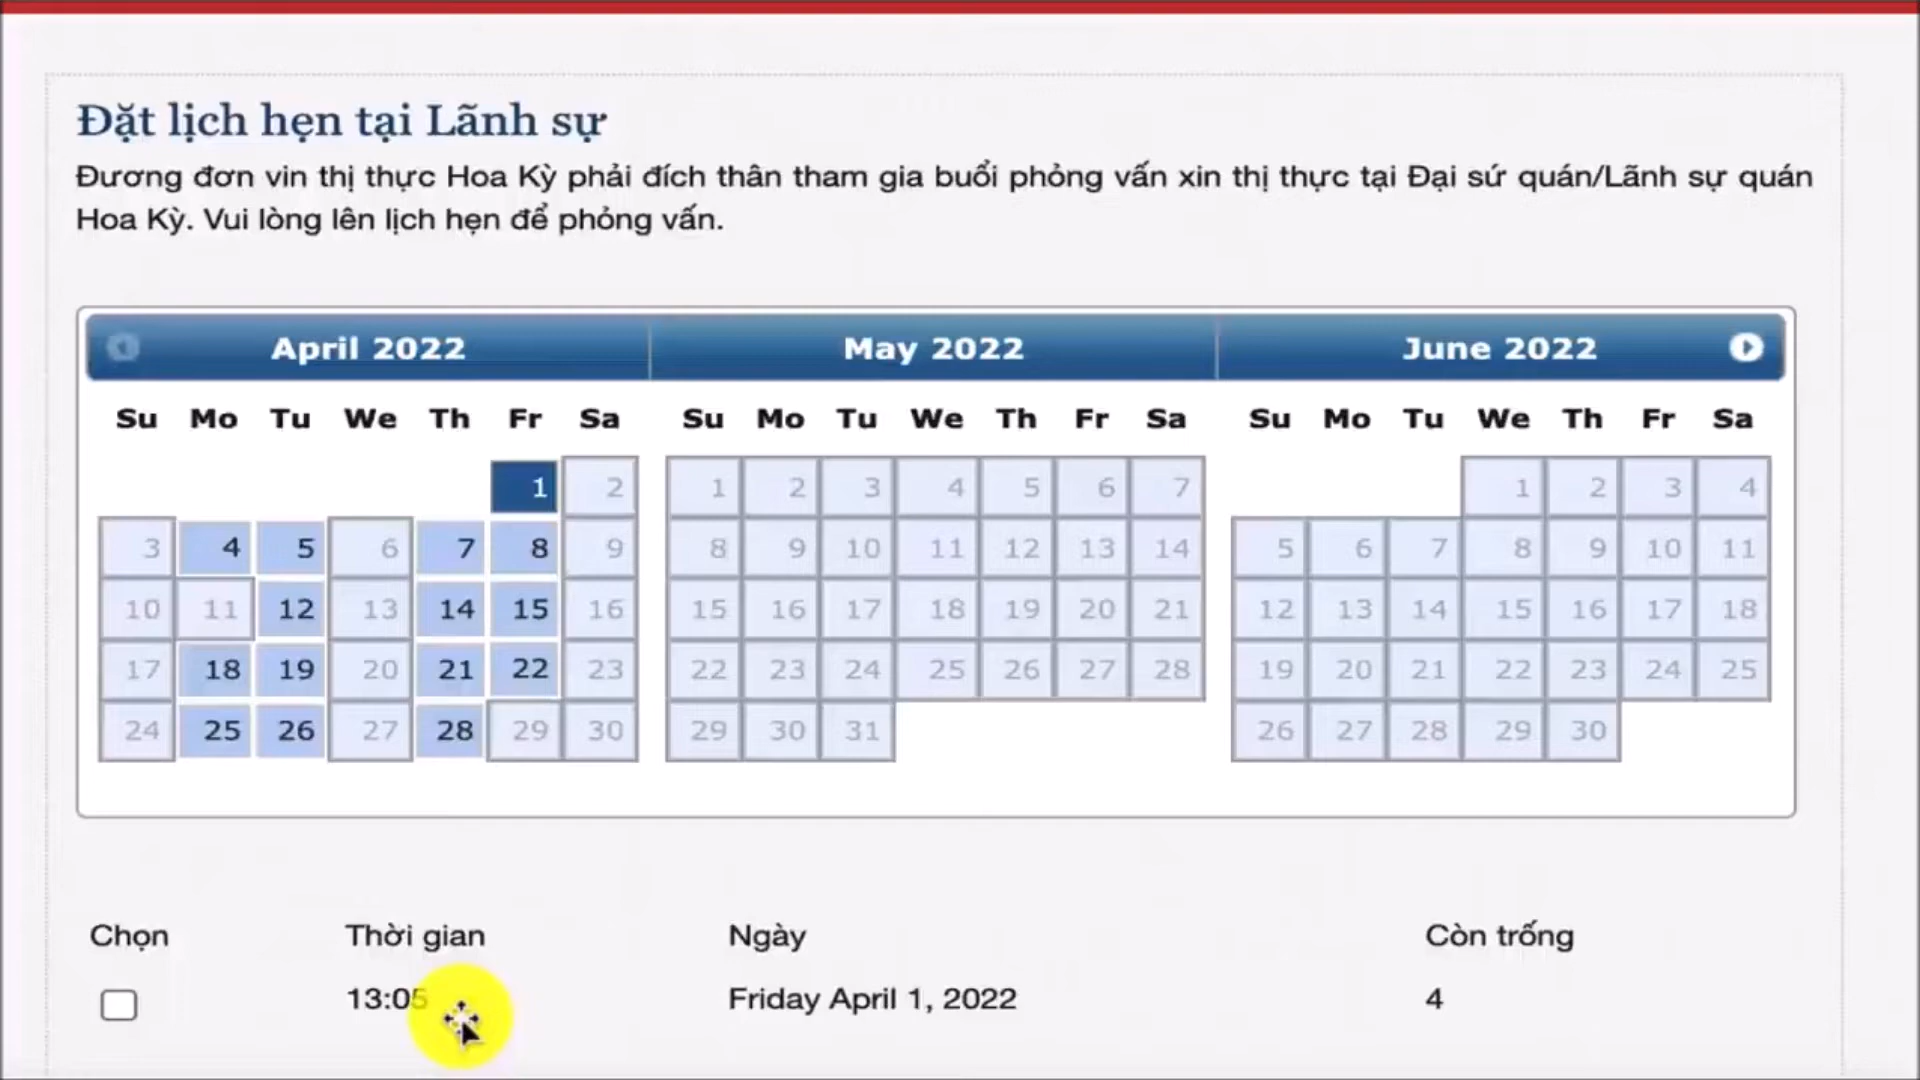 Đặt lịch hẹn tại Lãnh sự
Đương đơn vin thị thực Hoa Kỳ phải đích thân tham gia buổi phỏng vấn xin thị thực tại Đại sứ quán/Lãnh sự quán
Hoa Kỳ. Vui lòng lên lịch hẹn để phỏng vấn.
April 2022 May 2022 June 2022
Su Mo Tu We Th Fr Sa Su Mo Tu We Th Fr Sa Su Mo Tu We Th Fr Sa
1 2 1 2 3 4 5 6 7 1 2 3 4
3 4 5 6 7 8 9 8 9 10 11 12 13 14 5 6 7 8 9 10 11
10 11 12 13 14 15 16 15 16 17 18 19 20 21 12 13 14 15 16 17 18
17 18 19 20 21 22 23 22 23 24 25 26 27 28 19 20 21 22 23 24 25
24 25 26 27 28 29 30 29 30 31 26 27 28 29 30
Chọn Thời gian Ngày Còn trống
13:05 Friday April 1, 2022 4